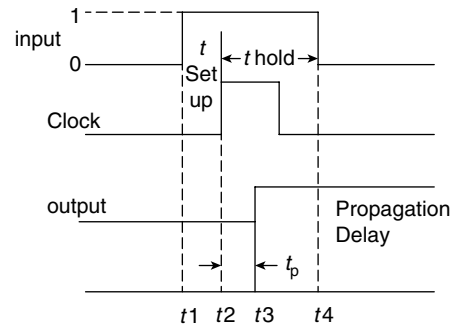 1
input
t
0
Set
up
t hold
Clock
output
Propagation
Delay
tp
t1 t2 t3 t4